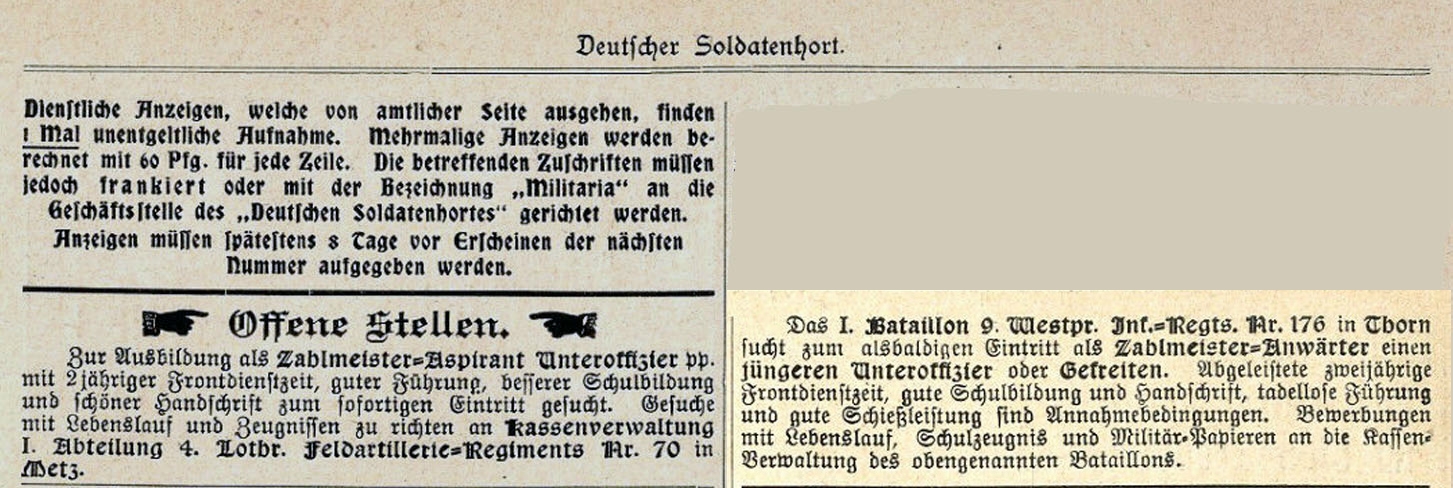 Deutſcher Soldatenhort.
Dienſtliche Anzeigen, welche von amtlicher Seite ausgehen, finden
1 Mal unentgeltliche Aufnahme. Mehrmalige Anzeigen werden be-
rechnet mit 60 Pfg. für jede Zeile. Die betreffenden Zuſchriften müſſen
jedoch frankiert oder mit der Bezeichnung „Militaria“ an die
Geſchäftsſtelle des „Deutſchen Soldatenhortes“ gerichtet werden.
Anzeigen müſſen ſpäteſtens 8 Tage vor Erſcheinen der nächſten
Nummer aufgegeben werden.
Offene Stellen.
Zur Ausbildung als Zahlmeiſter=Aspirant Unteroffizier pp.
mit 2jähriger Frontdienſtzeit, guter Führung, beſſerer Schulbildung
und ſchöner Handſchrift zum ſofortigen Eintritt geſucht. Geſuche
mit Lebenslauf und Zeugniſſen zu richten an Kassenverwaltung
I. Abteilung 4. Lothr. Feldartillerie=Regiments Nr. 70 in
Metz.
Das I. Bataillon 9. Westpr. Inf.=Regts. Nr. 176 in Thorn
ſucht zum alsbaldigen Eintritt als Zahlmeister=Anwärter einen
jüngeren Unteroffizier oder Gefreiten. Abgeleiſtete zweijährige
Frontdienſtzeit, gute Schulbildung und Handſchrift, tadelloſe Führung
und gute Schießleiſtung ſind Annahmebedingungen. Bewerbungen
mit Lebenslauf, Schulzeugnis und Militär=Papieren an die Kaſſen=
Verwaltung des obengenannten Bataillons.